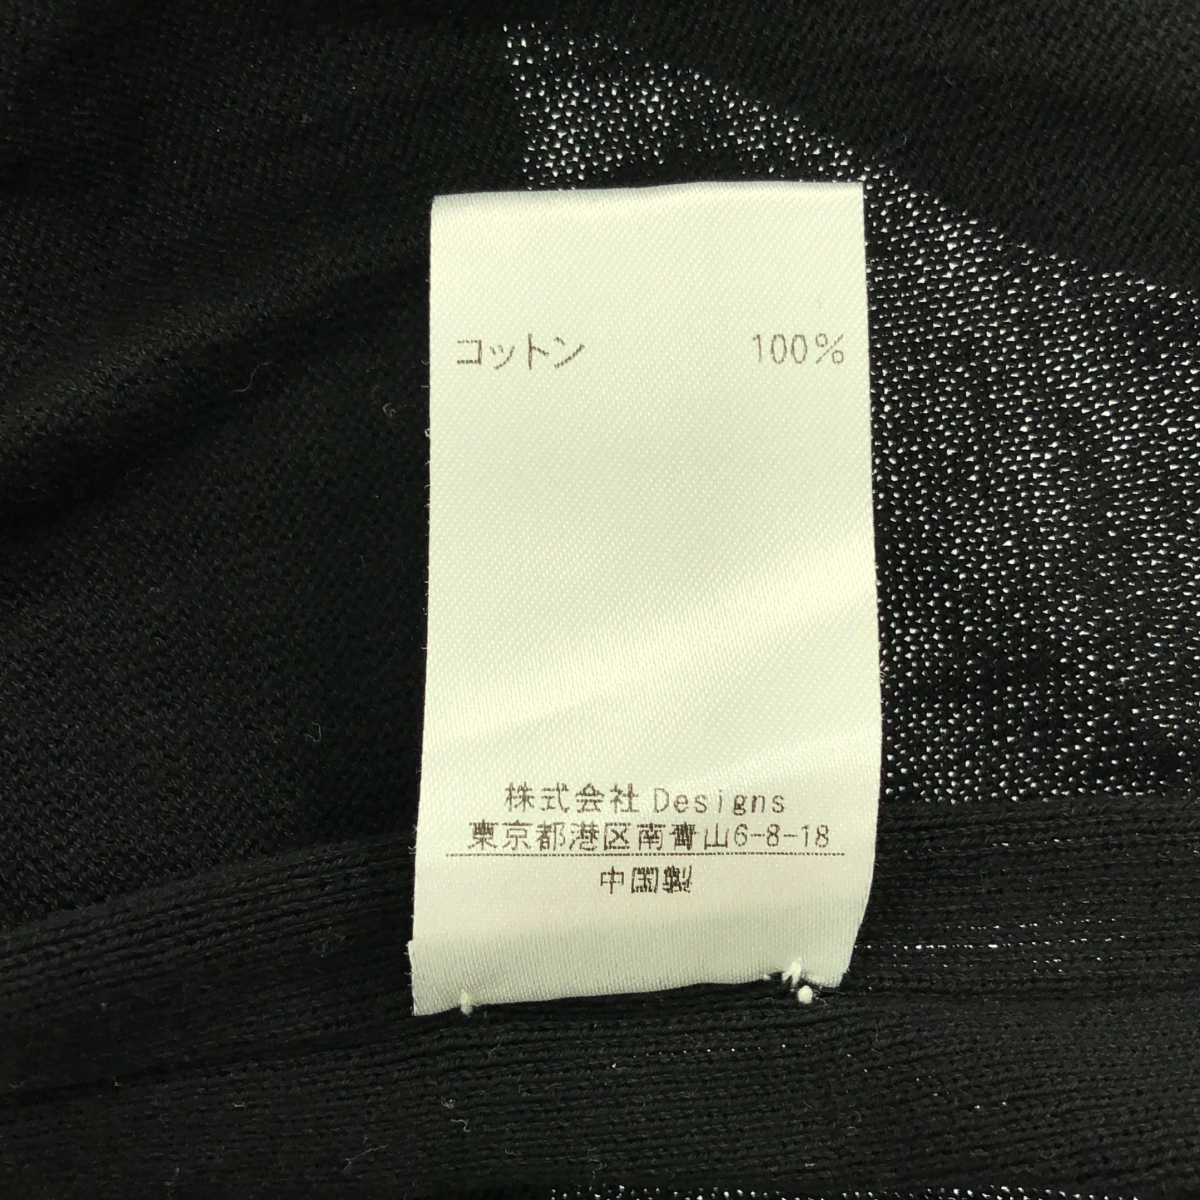 コットン 100%
株式会社 Designs
東京都港区南青山6-8-18
中国製